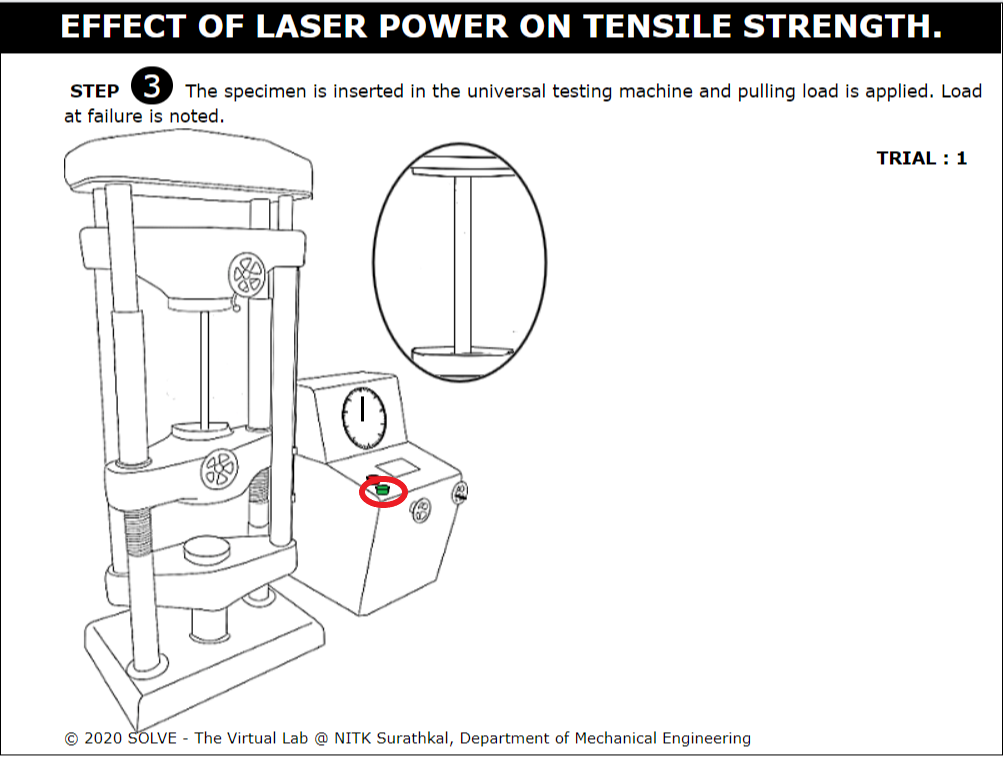 EFFECT OF LASER POWER ON TENSILE STRENGTH.
STEP 3 The specimen is inserted in the universal testing machine and pulling load is applied. Load
at failure is noted.
TRIAL : 1
© 2020 SOLVE - The Virtual Lab @ NITK Surathkal, Department of Mechanical Engineering